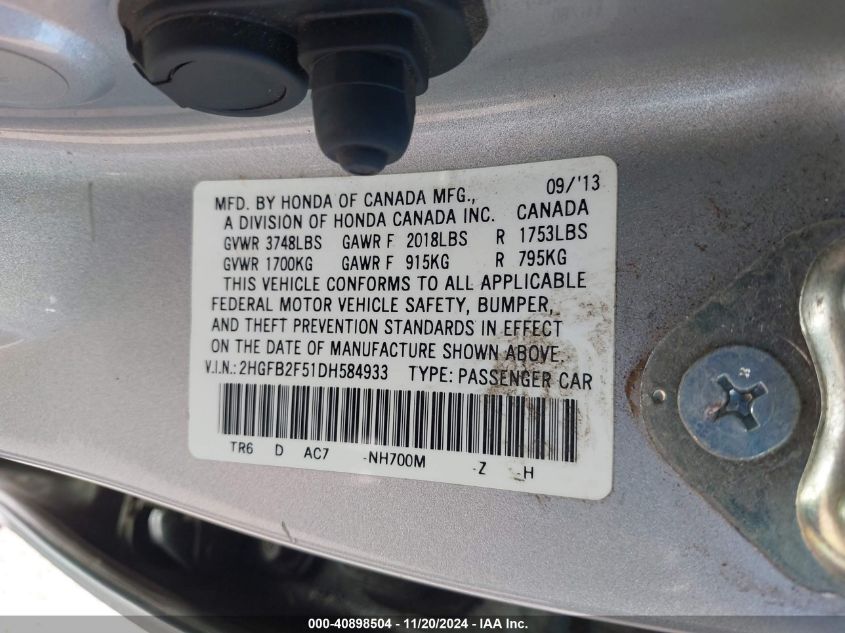 MFD. BY HONDA OF CANADA MFG., 09/'13
A DIVISION OF HONDA CANADA INC. CANADA
GVWR 3748LBS GAWR F 2018LBS R 1753LBS
GVWR 1700KG GAWR F 915KG R 795KG
THIS VEHICLE CONFORMS TO ALL APPLICABLE
FEDERAL MOTOR VEHICLE SAFETY, BUMPER,
AND THEFT PREVENTION STANDARDS IN EFFECT
ON THE DATE OF MANUFACTURE SHOWN ABOVE.
V.I.N.: 2HGFB2F51DH584933 TYPE: PASSENGER CAR
TR6 D AC7 -NH700M -Z -H
000-40898504 | 11/20/2024 | IAA Inc.